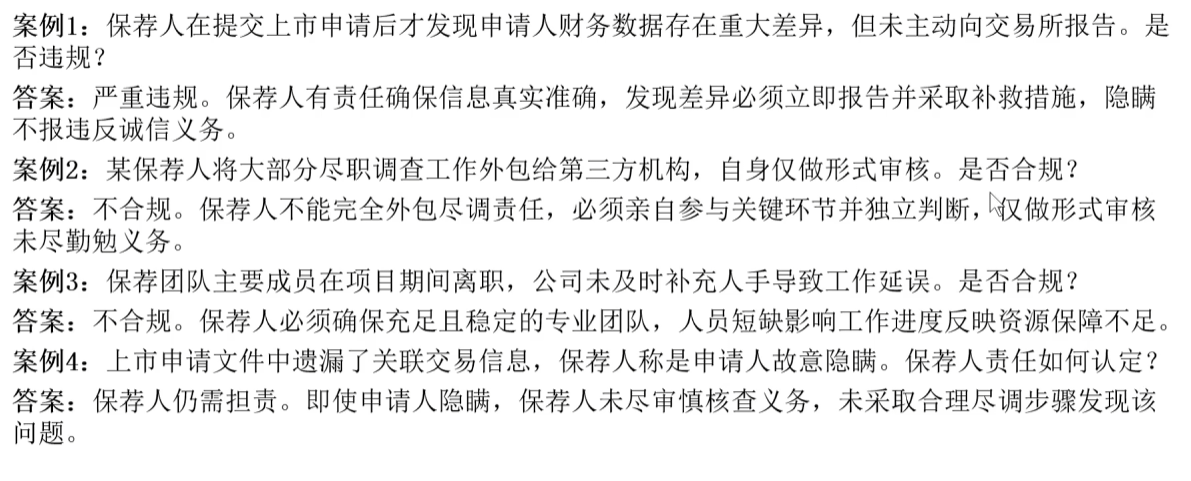 案例1：保荐人在提交上市申请后才发现申请人财务数据存在重大差异，但未主动向交易所报告。是
否违规？
答案：严重违规。保荐人有责任确保信息真实准确，发现差异必须立即报告并采取补救措施，隐瞒
不报违反诚信义务。
案例2：某保荐人将大部分尽职调查工作外包给第三方机构，自身仅做形式审核。是否合规？
答案：不合规。保荐人不能完全外包尽调责任，必须亲自参与关键环节并独立判断，仅做形式审核
未尽勤勉义务。
案例3：保荐团队主要成员在项目期间离职，公司未及时补充人手导致工作延误。是否合规？
答案：不合规。保荐人必须确保充足且稳定的专业团队，人员短缺影响工作进度反映资源保障不足。
案例4：上市申请文件中遗漏了关联交易信息，保荐人称是申请人故意隐瞒。保荐人责任如何认定？
答案：保荐人仍需担责。即使申请人隐瞒，保荐人未尽审慎核查义务，未采取合理尽调步骤发现该
问题。